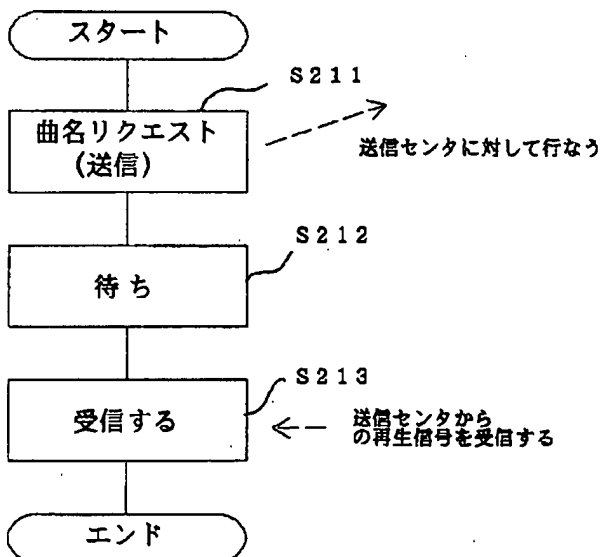 スタート
S211
曲名リクエスト
(送信)
送信センタに対して行なう
S212
待ち
S213
受信する
送信センタから
の再生信号を受信する
エンド